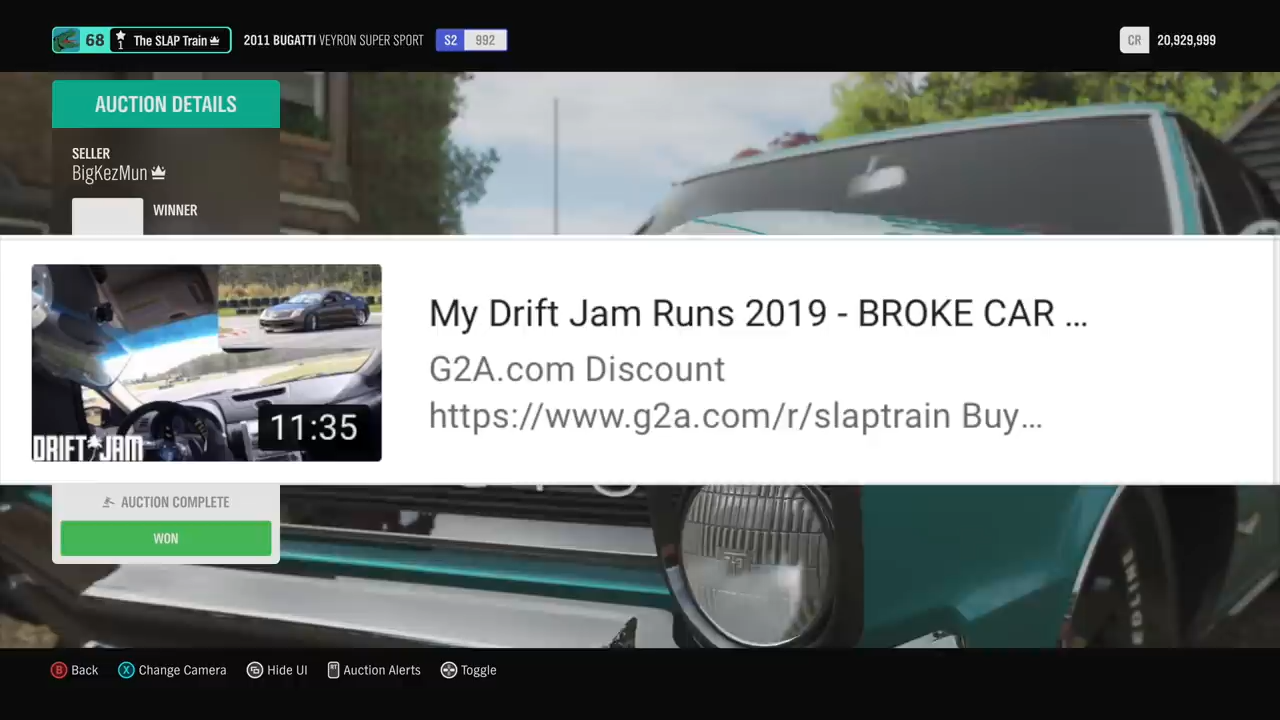 68 1 The SLAP Train 2011 BUGATTI VEYRON SUPER SPORT S2 992 CR 20,929,999
AUCTION DETAILS
SELLER
BigKezMun
WINNER
My Drift Jam Runs 2019 - BROKE CAR ...
G2A.com Discount
https://www.g2a.com/r/slaptrain Buy...
11:35
DRIFT JAM
AUCTION COMPLETE
WON
B Back X Change Camera Hide UI RT Auction Alerts Toggle